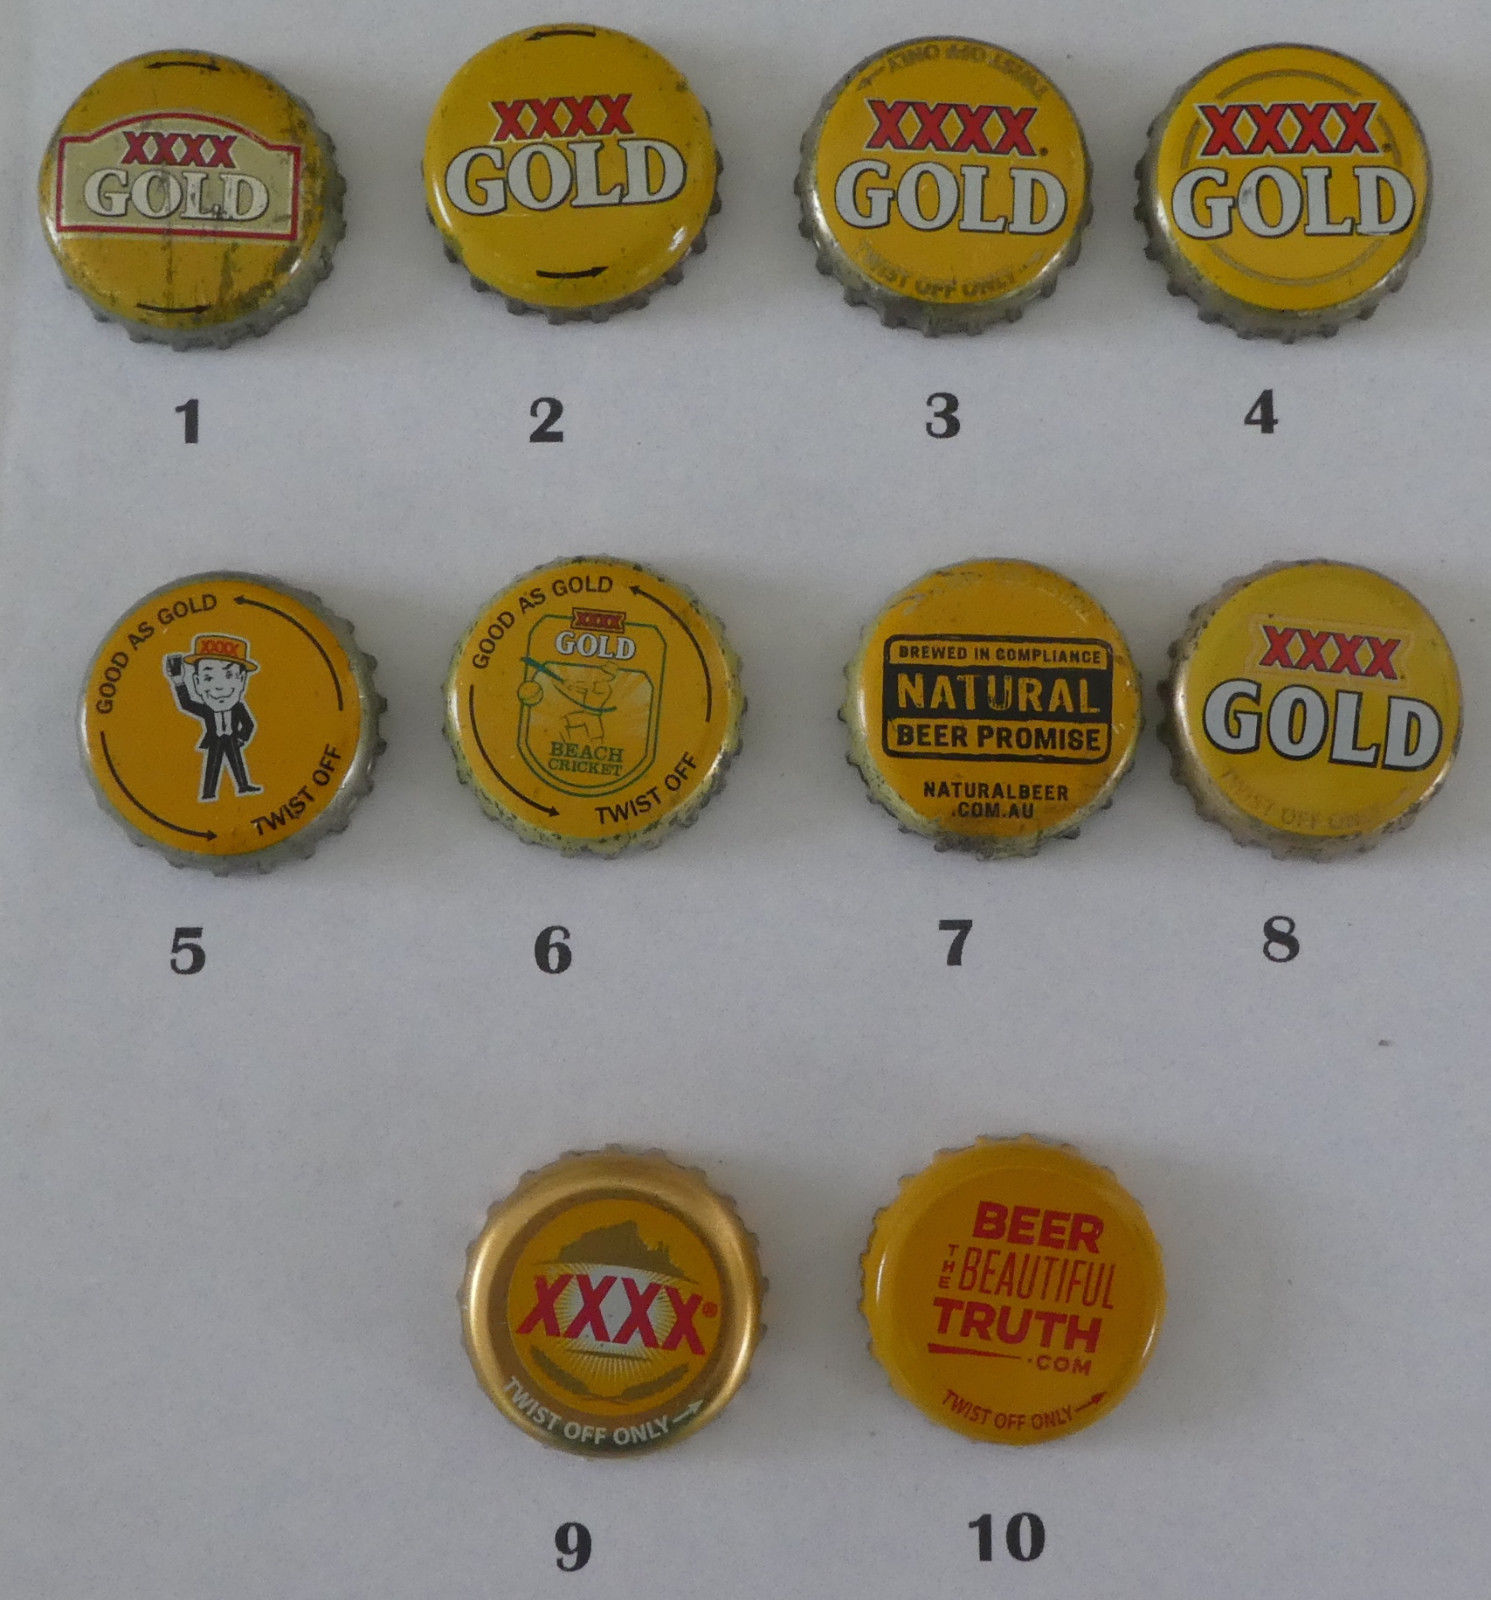 XXXX
GOLD
XXXX
GOLD
TWIST OFF ONLY
XXXX
GOLD
TWIST OFF ONLY
XXXX
GOLD
1
2
3
4
GOOD AS GOLD
XXXX
TWIST OFF
GOOD AS GOLD
XXXX
GOLD
BEACH
CRICKET
TWIST OFF
BREWED IN COMPLIANCE
NATURAL
BEER PROMISE
NATURALBEER
.COM.AU
XXXX
GOLD
TWIST OFF
5
6
7
8
XXXX®
TWIST OFF ONLY
BEER
THE BEAUTIFUL
TRUTH
.COM
TWIST OFF ONLY
9
10